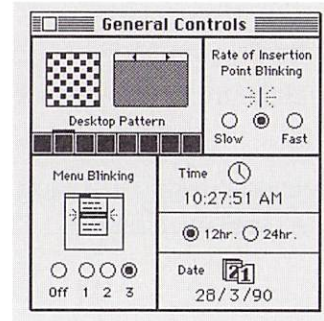 General Controls
Desktop Pattern
Rate of Insertion
Point Blinking
Slow Fast
Menu Blinking
Off 1 2 3
Time
10:27:51 AM
12hr. 24hr.
Date 21
28/3/90